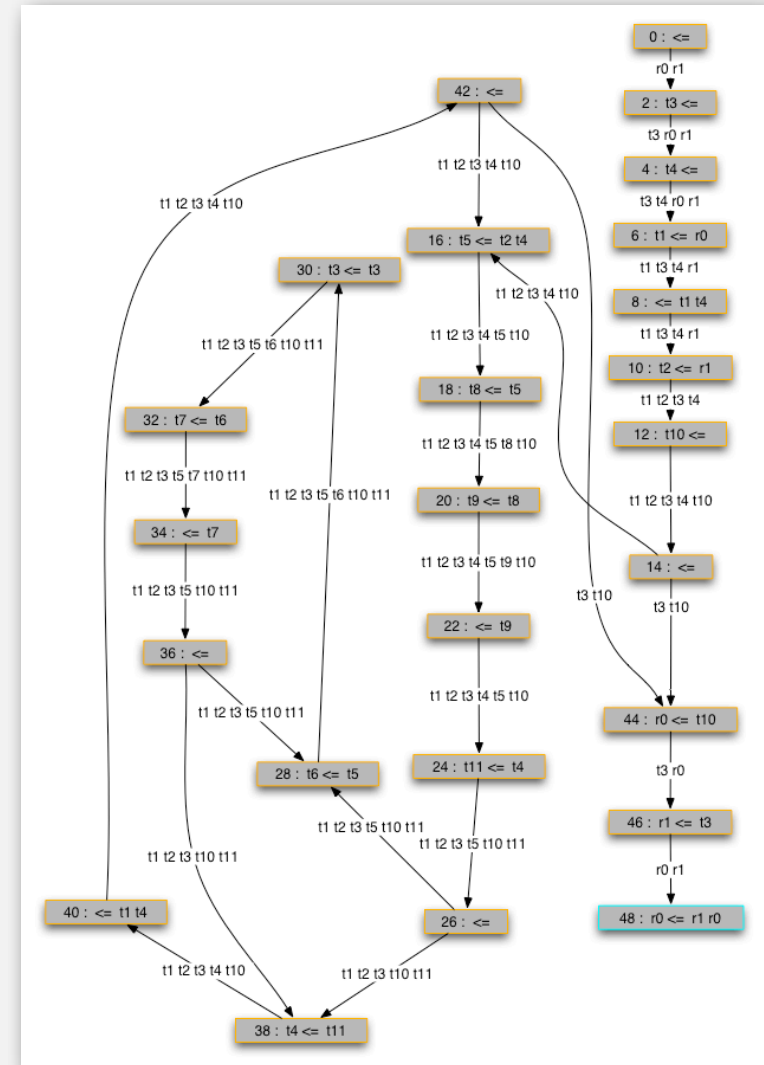 0 : <=
r0 r1
2 : t3 <=
t3 r0 r1
4 : t4 <=
t3 t4 r0 r1
6 : t1 <= r0
t1 t3 t4 r1
8 : <= t1 t4
t1 t3 t4 r1
10 : t2 <= r1
t1 t2 t3 t4
12 : t10 <=
t1 t2 t3 t4 t10
14 : <=
t3 t10
44 : r0 <= t10
t3 r0
46 : r1 <= t3
r0 r1
48 : r0 <= r1 r0
42 : <=
t1 t2 t3 t4 t10
t3 t10
16 : t5 <= t2 t4
t1 t2 t3 t4 t10
t1 t2 t3 t4 t5 t10
18 : t8 <= t5
t1 t2 t3 t4 t5 t8 t10
20 : t9 <= t8
t1 t2 t3 t4 t5 t9 t10
22 : <= t9
t1 t2 t3 t4 t5 t10
24 : t11 <= t4
t1 t2 t3 t5 t10 t11
26 : <=
t1 t2 t3 t5 t10 t11
t1 t2 t3 t10 t11
28 : t6 <= t5
t1 t2 t3 t5 t6 t10 t11
30 : t3 <= t3
t1 t2 t3 t5 t6 t10 t11
32 : t7 <= t6
t1 t2 t3 t5 t7 t10 t11
34 : <= t7
t1 t2 t3 t5 t10 t11
36 : <=
t1 t2 t3 t5 t10 t11
t1 t2 t3 t10 t11
38 : t4 <= t11
t1 t2 t3 t4 t10
40 : <= t1 t4
t1 t2 t3 t4 t10